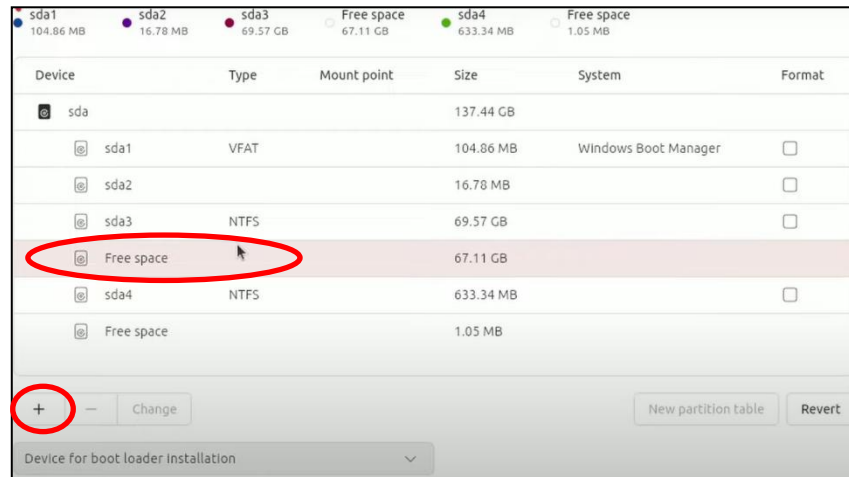 sda1 sda2 sda3 Free space sda4 Free space
104.86 MB 16.78 MB 69.57 GB 67.11 GB 633.34 MB 1.05 MB
Device Type Mount point Size System Format
sda 137.44 GB
sda1 VFAT 104.86 MB Windows Boot Manager
sda2 16.78 MB
sda3 NTFS 69.57 GB
Free space 67.11 GB
sda4 NTFS 633.34 MB
Free space 1.05 MB
+ − Change New partition table Revert
Device for boot loader installation